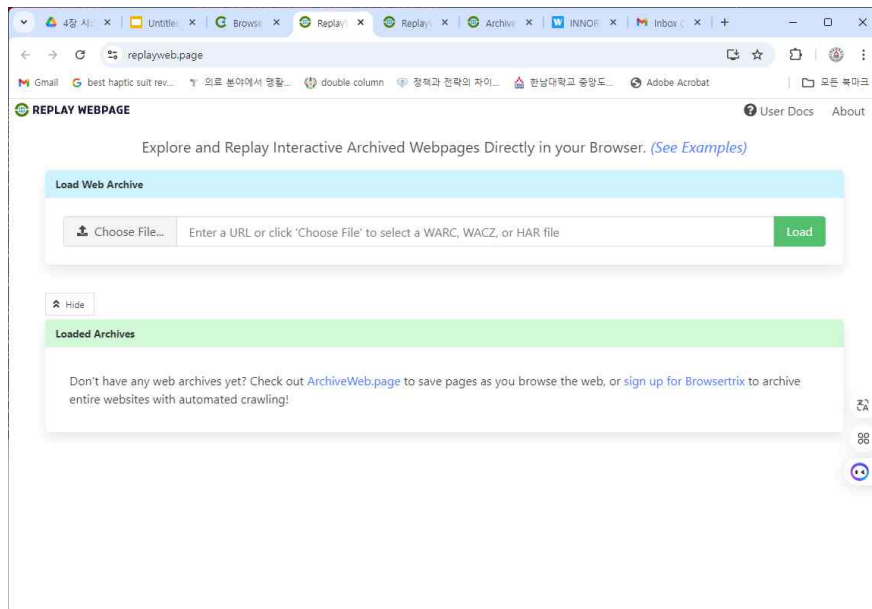 4장 시
Untitle
Browse
Replay
Replay
Archiv
INNOF
Inbox (
replayweb.page
Gmail
best haptic suit rev...
의료 분야에서 명확...
double column
정책과 전략의 차이...
한남대학교 중앙도...
Adobe Acrobat
모든 북마크
REPLAY WEBPAGE
User Docs
About
Explore and Replay Interactive Archived Webpages Directly in your Browser. (See Examples)
Load Web Archive
Choose File...
Enter a URL or click 'Choose File' to select a WARC, WACZ, or HAR file
Load
Hide
Loaded Archives
Don't have any web archives yet? Check out ArchiveWeb.page to save pages as you browse the web, or sign up for Browsertrix to archive
entire websites with automated crawling!